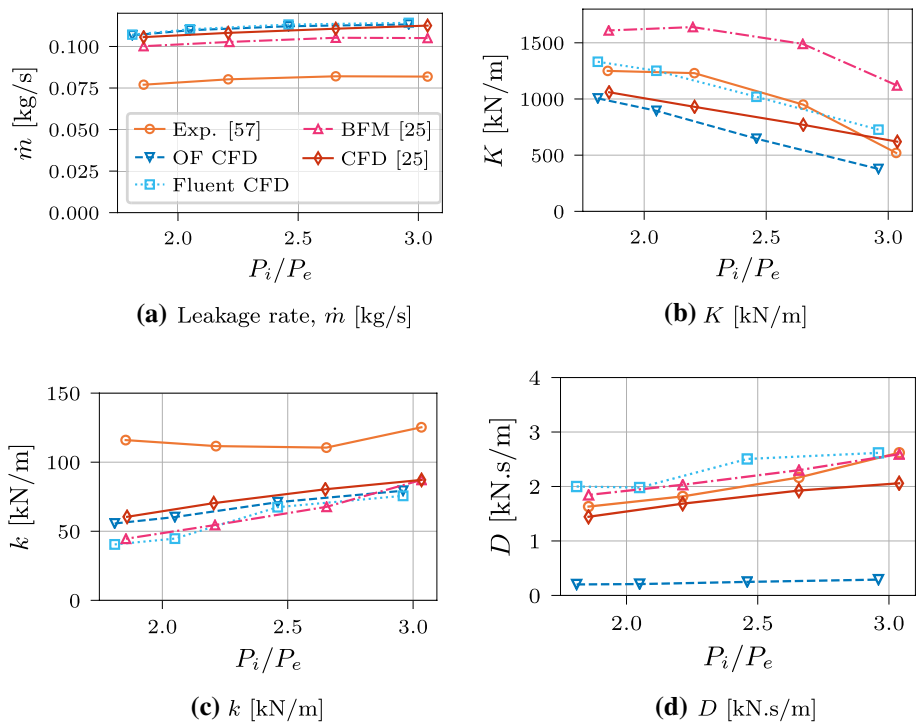 0.100
0.075
0.050
0.025
0.000
ṁ [kg/s]
Exp. [57]
OF CFD
Fluent CFD
BFM [25]
CFD [25]
2.0 2.5 3.0
P_i/P_e
(a) Leakage rate, ṁ [kg/s]
1500
1000
500
0
K [kN/m]
2.0 2.5 3.0
P_i/P_e
(b) K [kN/m]
150
100
50
0
k [kN/m]
2.0 2.5 3.0
P_i/P_e
(c) k [kN/m]
4
3
2
1
0
D [kN.s/m]
2.0 2.5 3.0
P_i/P_e
(d) D [kN.s/m]